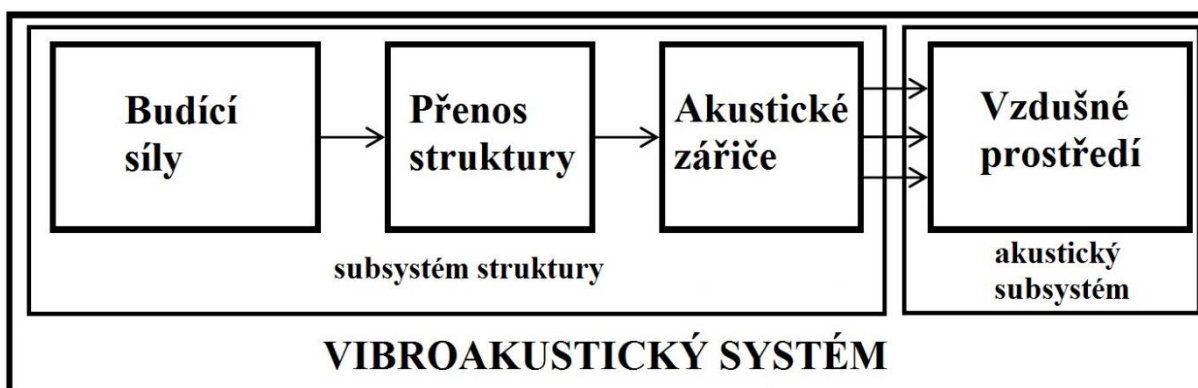 Budící
síly
Přenos
struktury
Akustické
zářiče
Vzdušné
prostředí
subsystém struktury
akustický
subsystém
VIBROAKUSTICKÝ SYSTÉM